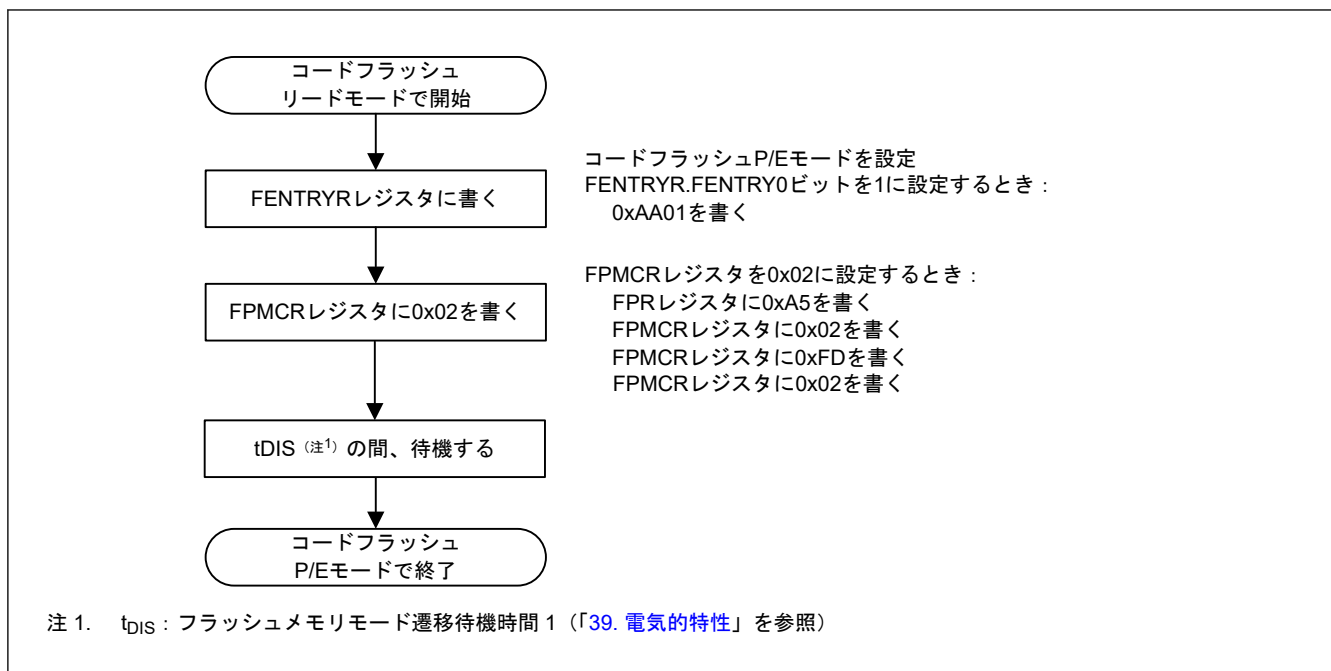 コードフラッシュ
リードモードで開始
コードフラッシュP/Eモードを設定
FENTRYR.FENTRY0ビットを1に設定するとき：
0xAA01を書く
FENTRYRレジスタに書く
FPMCRレジスタを0x02に設定するとき：
FPRレジスタに0xA5を書く
FPMCRレジスタに0x02を書く
FPMCRレジスタに0xFDを書く
FPMCRレジスタに0x02を書く
FPMCRレジスタに0x02を書く
tDIS（注1）の間、待機する
コードフラッシュ
P/Eモードで終了
注 1. tDIS：フラッシュメモリモード遷移待機時間 1（「39. 電気的特性」を参照）